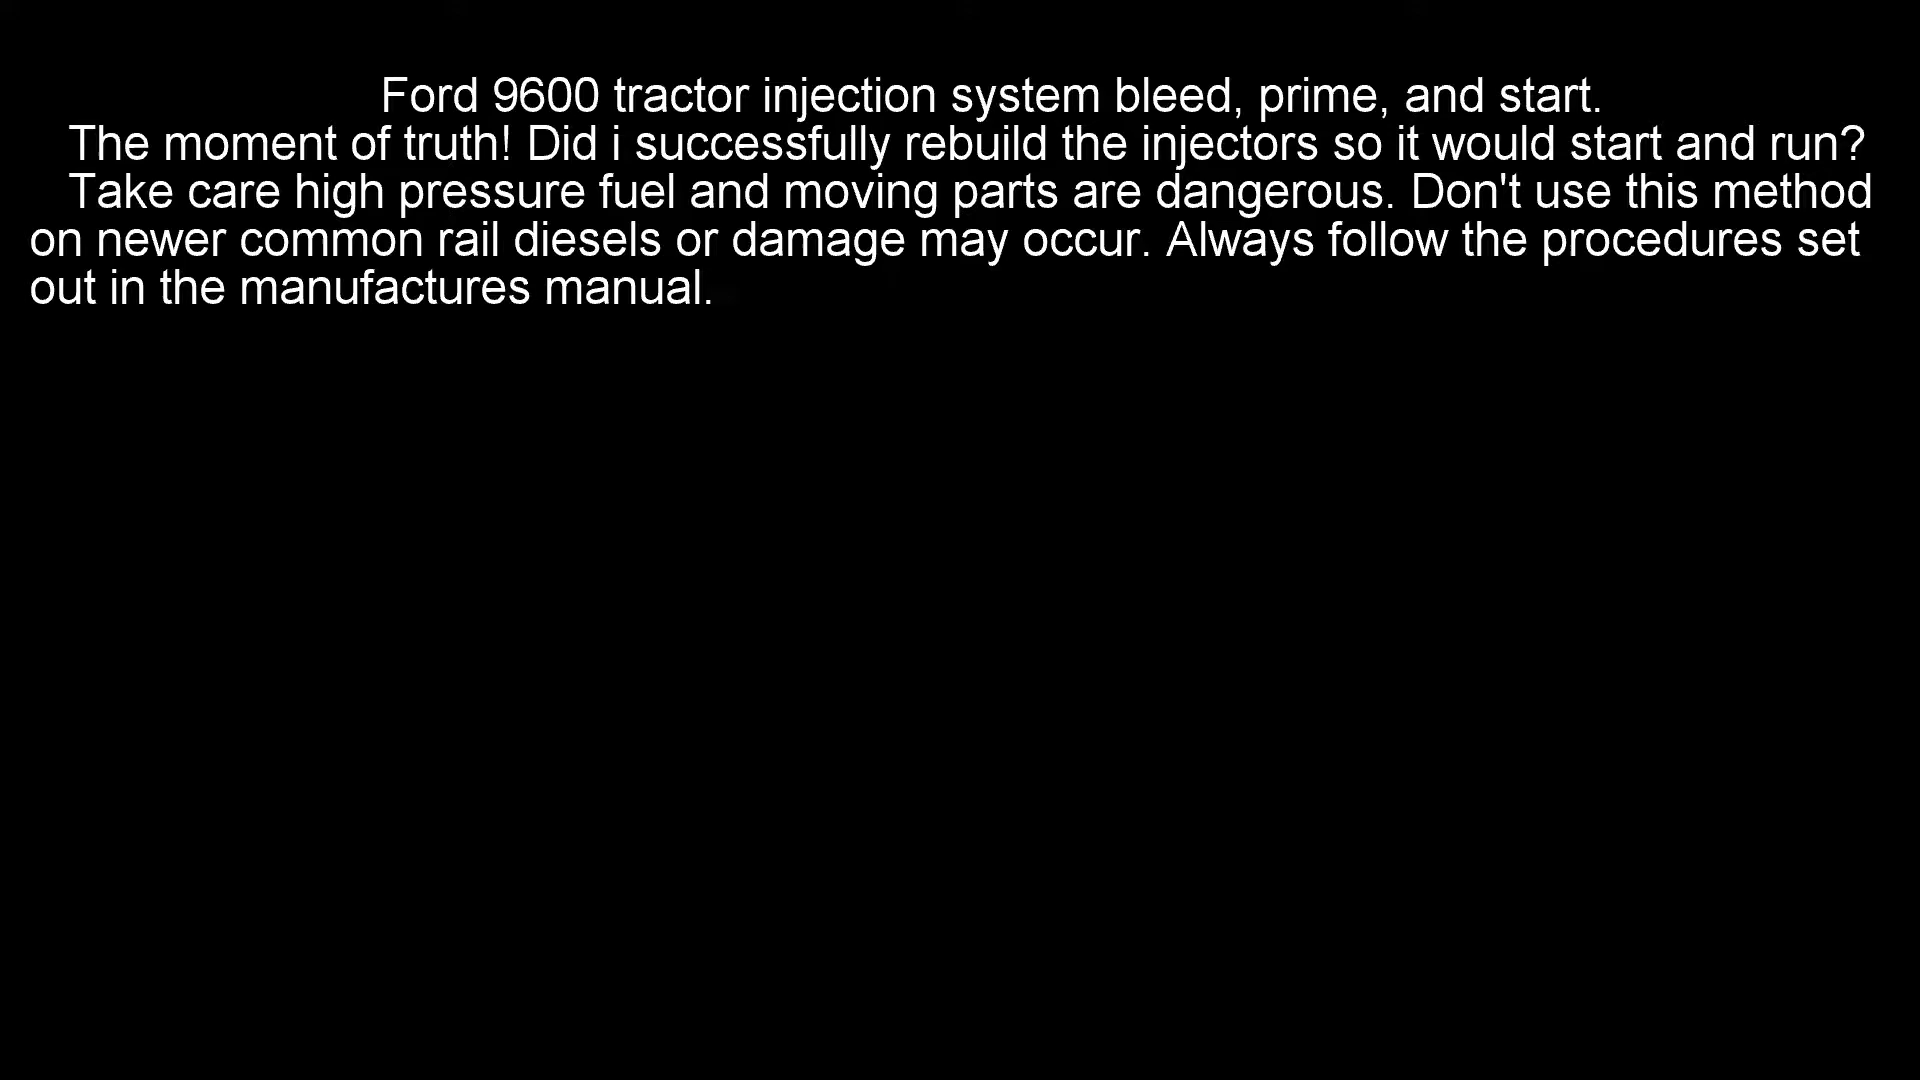 Ford 9600 tractor injection system bleed, prime, and start.
The moment of truth! Did i successfully rebuild the injectors so it would start and run?
Take care high pressure fuel and moving parts are dangerous. Don't use this method
on newer common rail diesels or damage may occur. Always follow the procedures set
out in the manufactures manual.